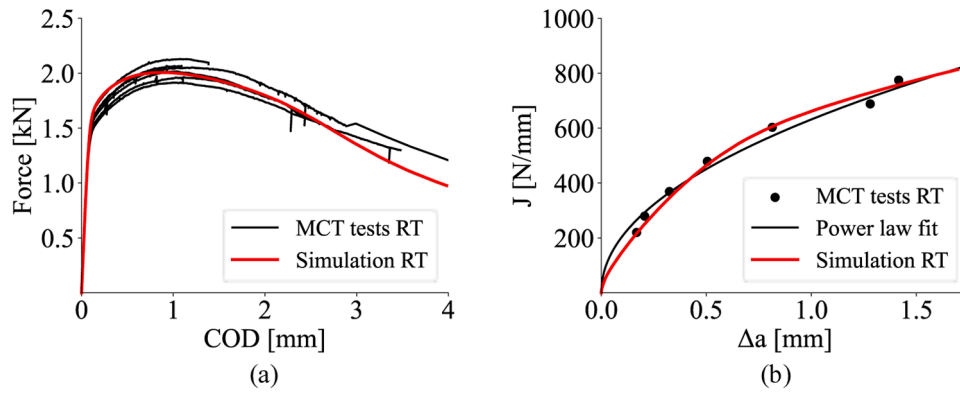 2.5
2.0
1.5
1.0
0.5
Force [kN]
MCT tests RT
Simulation RT
0 1 2 3 4
COD [mm]
(a)
1000
800
600
400
200
J [N/mm]
MCT tests RT
Power law fit
Simulation RT
0.0 0.5 1.0 1.5
Δa [mm]
(b)